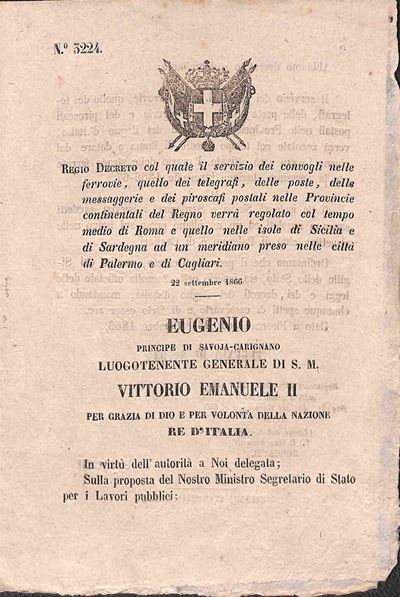 N.º 3224.
REGIO DECRETO col quale il servizio dei convogli nelle
ferrovie, quello dei telegrafi, delle poste, delle
messaggerie e dei piroscafi postali nelle Provincie
continentali del Regno verrà regolato col tempo
medio di Roma e quello nelle isole di Sicilia e
di Sardegna ad un meridiano preso nelle città
di Palermo e di Cagliari.
22 settembre 1866
EUGENIO
PRINCIPE DI SAVOJA-CARIGNANO
LUOGOTENENTE GENERALE DI S. M.
VITTORIO EMANUELE II
PER GRAZIA DI DIO E PER VOLONTÀ DELLA NAZIONE
RE D'ITALIA.
In virtù dell'autorità a Noi delegata;
Sulla proposta del Nostro Ministro Segretario di Stato
per i Lavori pubblici;